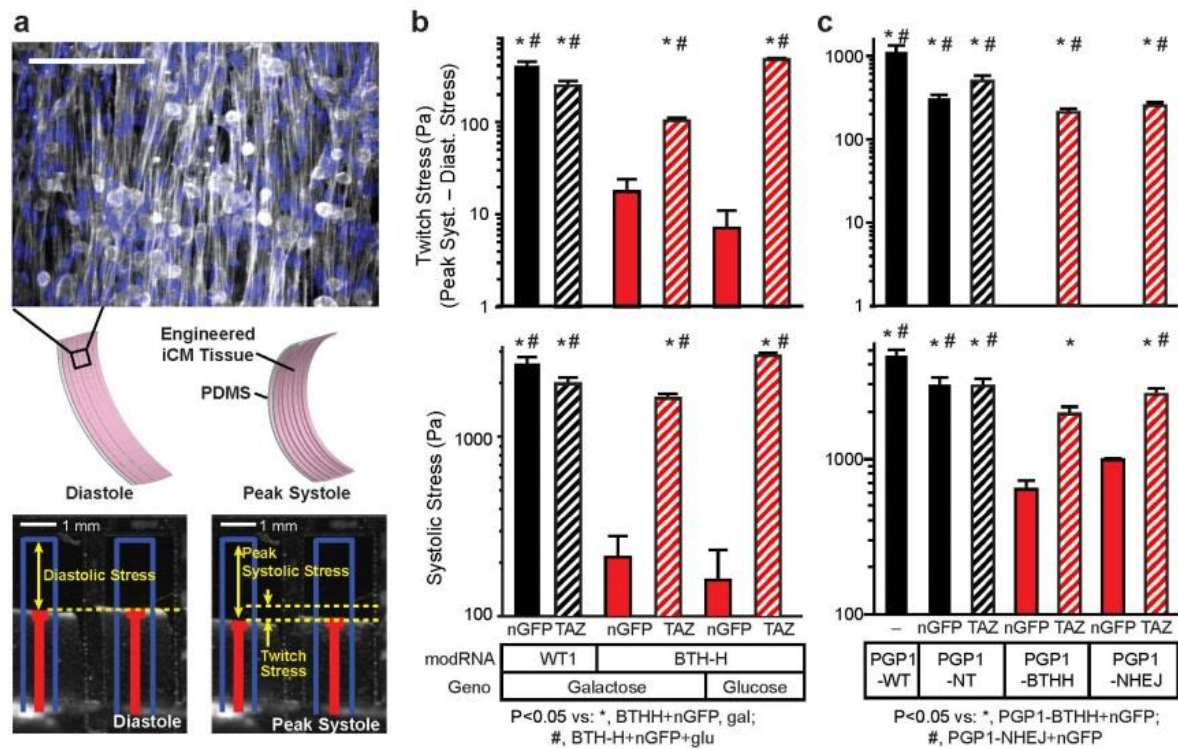 a
Engineered
iCM Tissue
PDMS
Diastole
Peak Systole
1 mm
Diastolic Stress
Diastole
1 mm
Peak
Systolic Stress
Twitch
Stress
Peak Systole
b
Twitch Stress (Pa)
(Peak Syst. – Diast. Stress)
100
10
1
* # * # * # * #
Systolic Stress (Pa)
1000
100
* # * # * # * #
nGFP TAZ nGFP TAZ nGFP TAZ
modRNA WT1 BTH-H
Geno Galactose Glucose
P<0.05 vs: *, BTHH+nGFP, gal;
#, BTH-H+nGFP+glu
c
1000
100
10
1
* # * # * # * # * #
1000
100
* # * # * # * * #
– nGFP TAZ nGFP TAZ nGFP TAZ
PGP1
-WT
PGP1
-NT
PGP1
-BTHH
PGP1
-NHEJ
P<0.05 vs: *, PGP1-BTHH+nGFP;
#, PGP1-NHEJ+nGFP